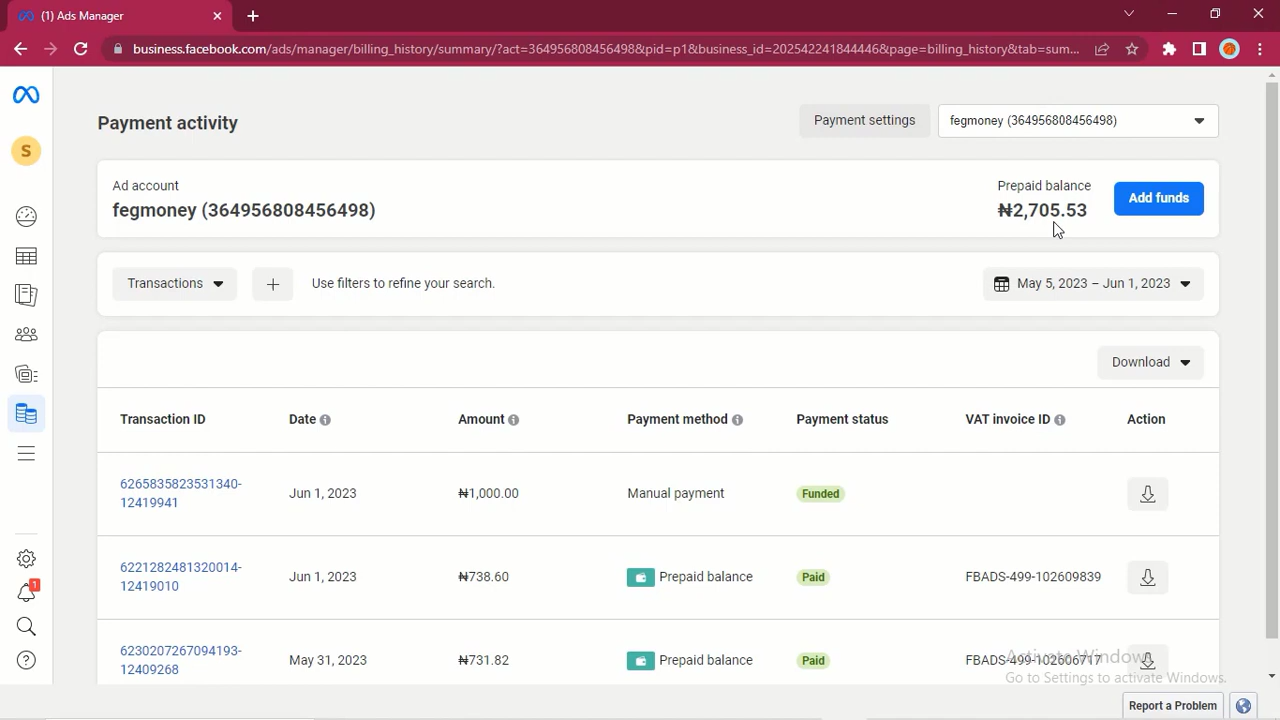 (1) Ads Manager
business.facebook.com/ads/manager/billing_history/summary/?act=364956808456498&pid=p1&business_id=202542241844446&page=billing_history&tab=sum...
Payment activity
Payment settings
fegmoney (364956808456498)
S
Ad account
Prepaid balance
fegmoney (364956808456498)
₦2,705.53
Add funds
Transactions
Use filters to refine your search.
May 5, 2023 – Jun 1, 2023
Download
Transaction ID Date Amount Payment method Payment status VAT invoice ID Action
6265835823531340-
12419941
Jun 1, 2023 ₦1,000.00 Manual payment Funded
6221282481320014-
12419010
Jun 1, 2023 ₦738.60 Prepaid balance Paid FBADS-499-102609839
6230207267094193-
12409268
May 31, 2023 ₦731.82 Prepaid balance Paid FBADS-499-102606717
1
Activate Windows
Go to Settings to activate Windows.
Report a Problem